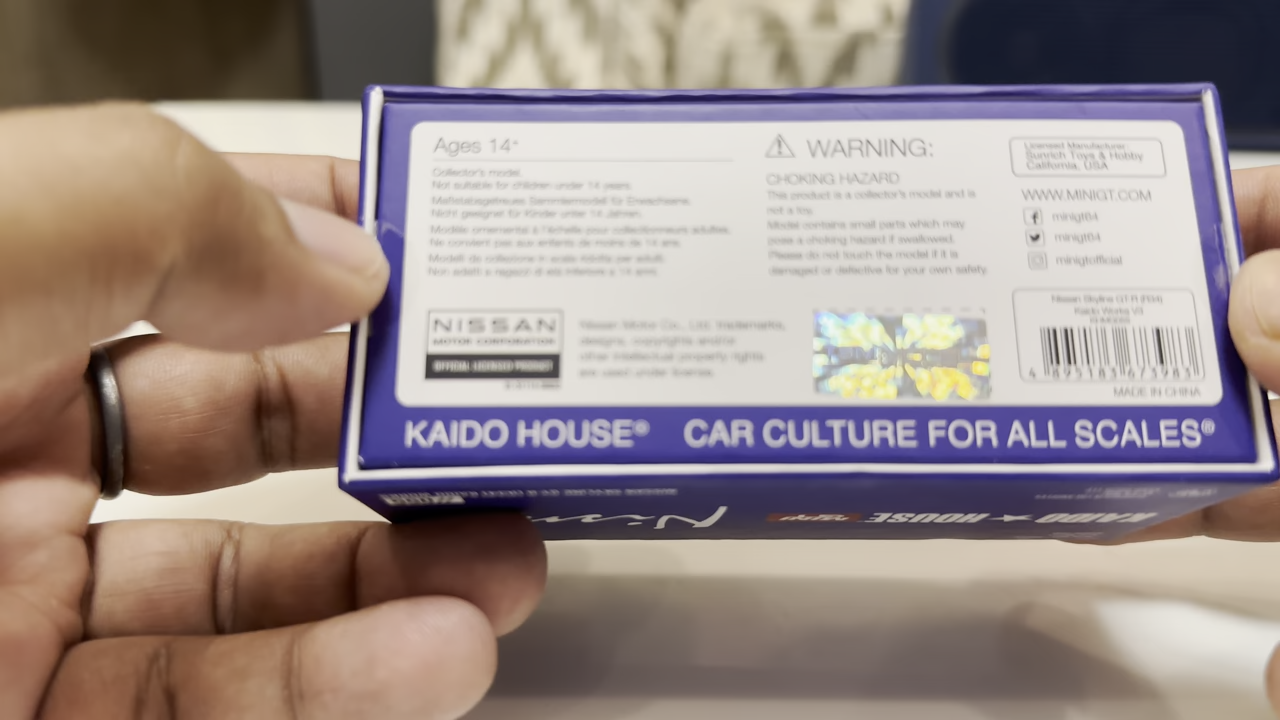 Ages 14+
Collector's model.
Not suitable for children under 14 years.
Maßstabsgetreues Sammlermodell für Erwachsene.
Nicht geeignet für Kinder unter 14 Jahren.
Modèle ornemental à l'échelle pour collectionneurs adultes.
Ne convient pas aux enfants de moins de 14 ans.
Modelli da collezione in scala Adatta per adulti.
Non adatti a ragazzi di età inferiore a 14 anni.
NISSAN
MOTOR CORPORATION
OFFICIAL LICENSED PRODUCT
Nissan Motor Co., Ltd. trademarks,
designs, copyrights and/or
other intellectual property rights
are used under license.
WARNING:
CHOKING HAZARD
This product is a collector's model and is
not a toy.
Model contains small parts which may
pose a choking hazard if swallowed.
Please do not touch the model if it is
damaged or defective for your own safety.
Licensed Manufacturer:
Sunrich Toys & Hobby
California, USA
WWW.MINIGT.COM
minigt64
minigt64
minigtofficial
Nissan Skyline GT-R (R34)
Kaido Works V3
4 895183 673983
MADE IN CHINA
KAIDO HOUSE® CAR CULTURE FOR ALL SCALES®
KAIDO★HOUSE